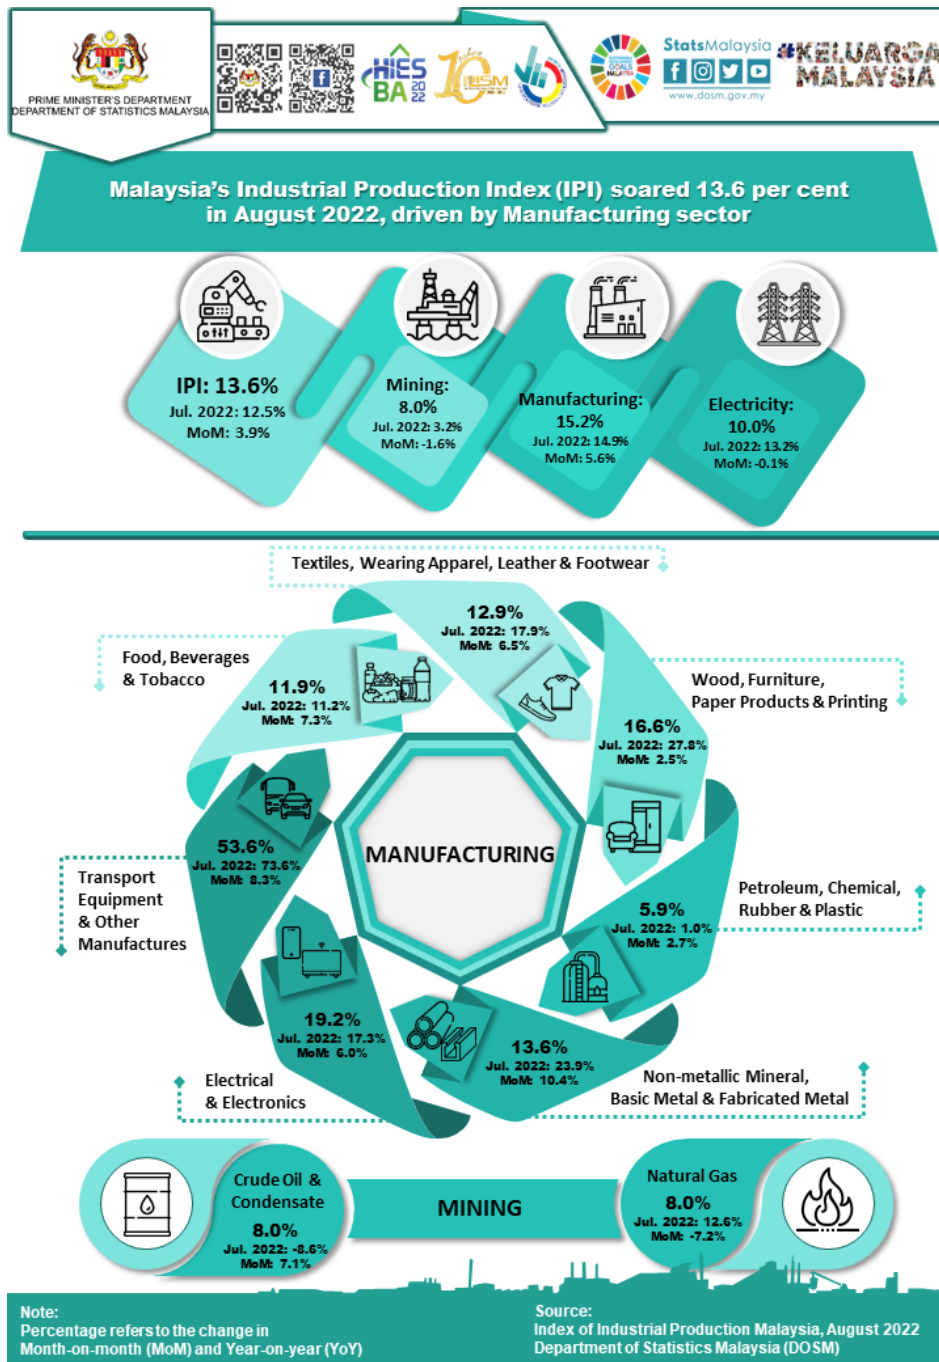 PRIME MINISTER'S DEPARTMENT
DEPARTMENT OF STATISTICS MALAYSIA
HIES
BA
2022
StatsMalaysia
www.dosm.gov.my
#KELUARGA
MALAYSIA
Malaysia's Industrial Production Index (IPI) soared 13.6 per cent
in August 2022, driven by Manufacturing sector
IPI: 13.6%
Jul. 2022: 12.5%
MoM: 3.9%
Mining:
8.0%
Jul. 2022: 3.2%
MoM: -1.6%
Manufacturing:
15.2%
Jul. 2022: 14.9%
MoM: 5.6%
Electricity:
10.0%
Jul. 2022: 13.2%
MoM: -0.1%
Textiles, Wearing Apparel, Leather & Footwear
12.9%
Jul. 2022: 17.9%
MoM: 6.5%
Food, Beverages
& Tobacco
11.9%
Jul. 2022: 11.2%
MoM: 7.3%
Wood, Furniture,
Paper Products & Printing
16.6%
Jul. 2022: 27.8%
MoM: 2.5%
MANUFACTURING
53.6%
Jul. 2022: 73.6%
MoM: 8.3%
Transport
Equipment
& Other
Manufactures
Petroleum, Chemical,
Rubber & Plastic
5.9%
Jul. 2022: 1.0%
MoM: 2.7%
19.2%
Jul. 2022: 17.3%
MoM: 6.0%
Electrical
& Electronics
13.6%
Jul. 2022: 23.9%
MoM: 10.4%
Non-metallic Mineral,
Basic Metal & Fabricated Metal
Crude Oil &
Condensate
8.0%
Jul. 2022: -8.6%
MoM: 7.1%
MINING
Natural Gas
8.0%
Jul. 2022: 12.6%
MoM: -7.2%
Note:
Percentage refers to the change in
Month-on-month (MoM) and Year-on-year (YoY)
Source:
Index of Industrial Production Malaysia, August 2022
Department of Statistics Malaysia (DOSM)